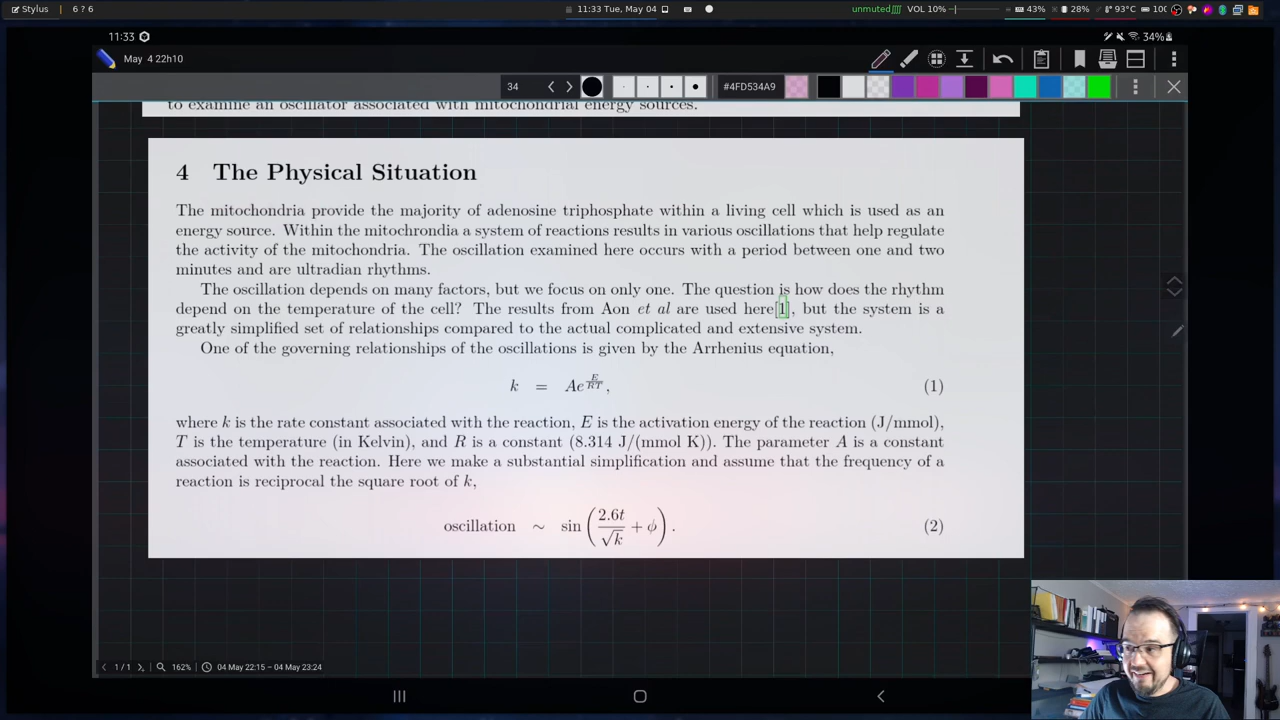 Stylus 6 ? 6 11:33 Tue, May 04 unmuted VOL 10% 43% 28% 93°C 100
11:33 34%
May 4 22h10
34 #4FD534A9
to examine an oscillator associated with mitochondrial energy sources.
4 The Physical Situation
The mitochondria provide the majority of adenosine triphosphate within a living cell which is used as an
energy source. Within the mitochrondia a system of reactions results in various oscillations that help regulate
the activity of the mitochondria. The oscillation examined here occurs with a period between one and two
minutes and are ultradian rhythms.
The oscillation depends on many factors, but we focus on only one. The question is how does the rhythm
depend on the temperature of the cell? The results from Aon et al are used here[1], but the system is a
greatly simplified set of relationships compared to the actual complicated and extensive system.
One of the governing relationships of the oscillations is given by the Arrhenius equation,
k = Ae^{\frac{E}{RT}}, (1)
where k is the rate constant associated with the reaction, E is the activation energy of the reaction (J/mmol),
T is the temperature (in Kelvin), and R is a constant (8.314 J/(mmol K)). The parameter A is a constant
associated with the reaction. Here we make a substantial simplification and assume that the frequency of a
reaction is reciprocal the square root of k,
oscillation ∼ sin(\frac{2.6t}{\sqrt{k}} + ϕ). (2)
1 / 1 162% 04 May 22:15 – 04 May 23:24